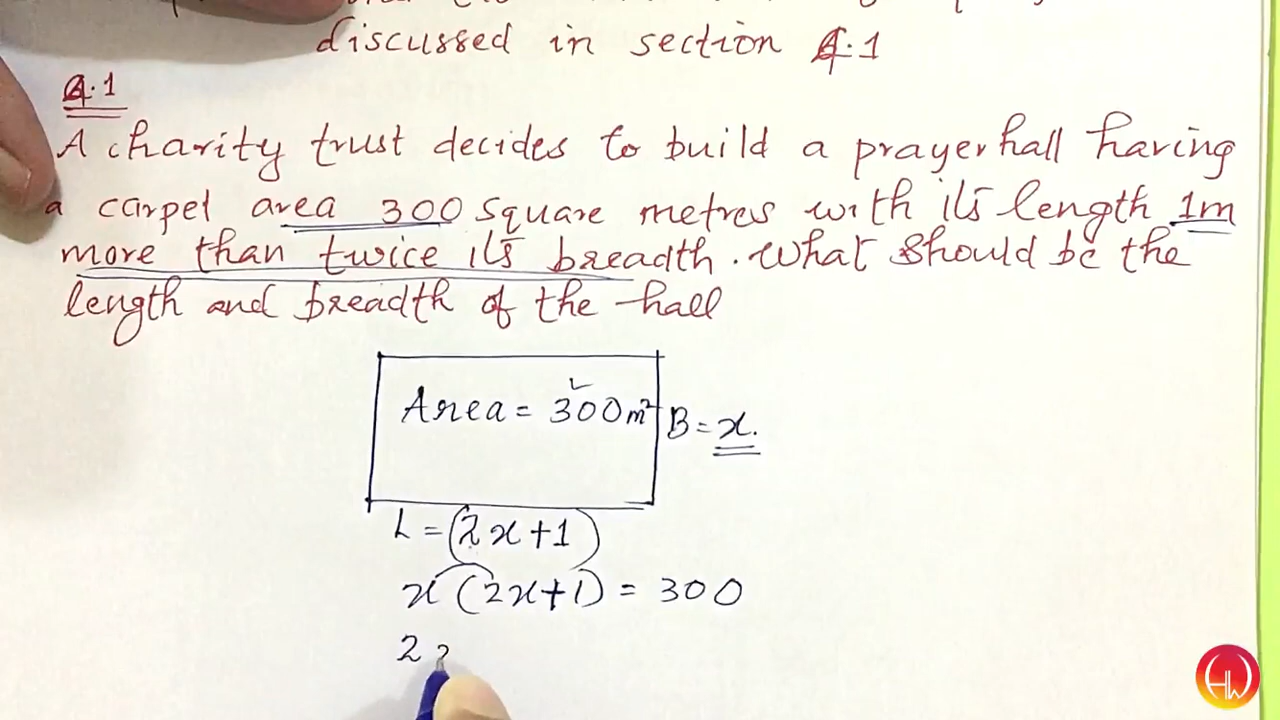 discussed in section 4.1
Q.1
A charity trust decides to build a prayer hall having
a carpet area 300 square metres with its length 1m
more than twice its breadth. What should be the
length and breadth of the hall
Area = 300m²
B = x.
L = (2x+1)
x (2x+1) = 300
2
HW